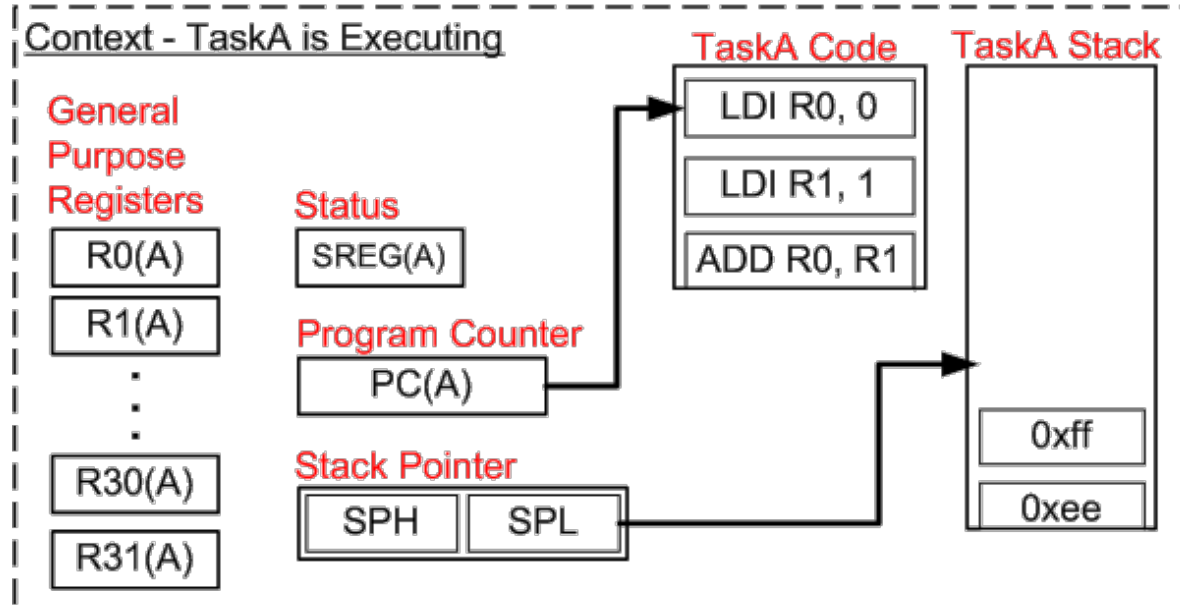 Context - TaskA is Executing
General
Purpose
Registers
R0(A)
R1(A)
R30(A)
R31(A)
Status
SREG(A)
Program Counter
PC(A)
Stack Pointer
SPH
SPL
TaskA Code
LDI R0, 0
LDI R1, 1
ADD R0, R1
TaskA Stack
0xff
0xee